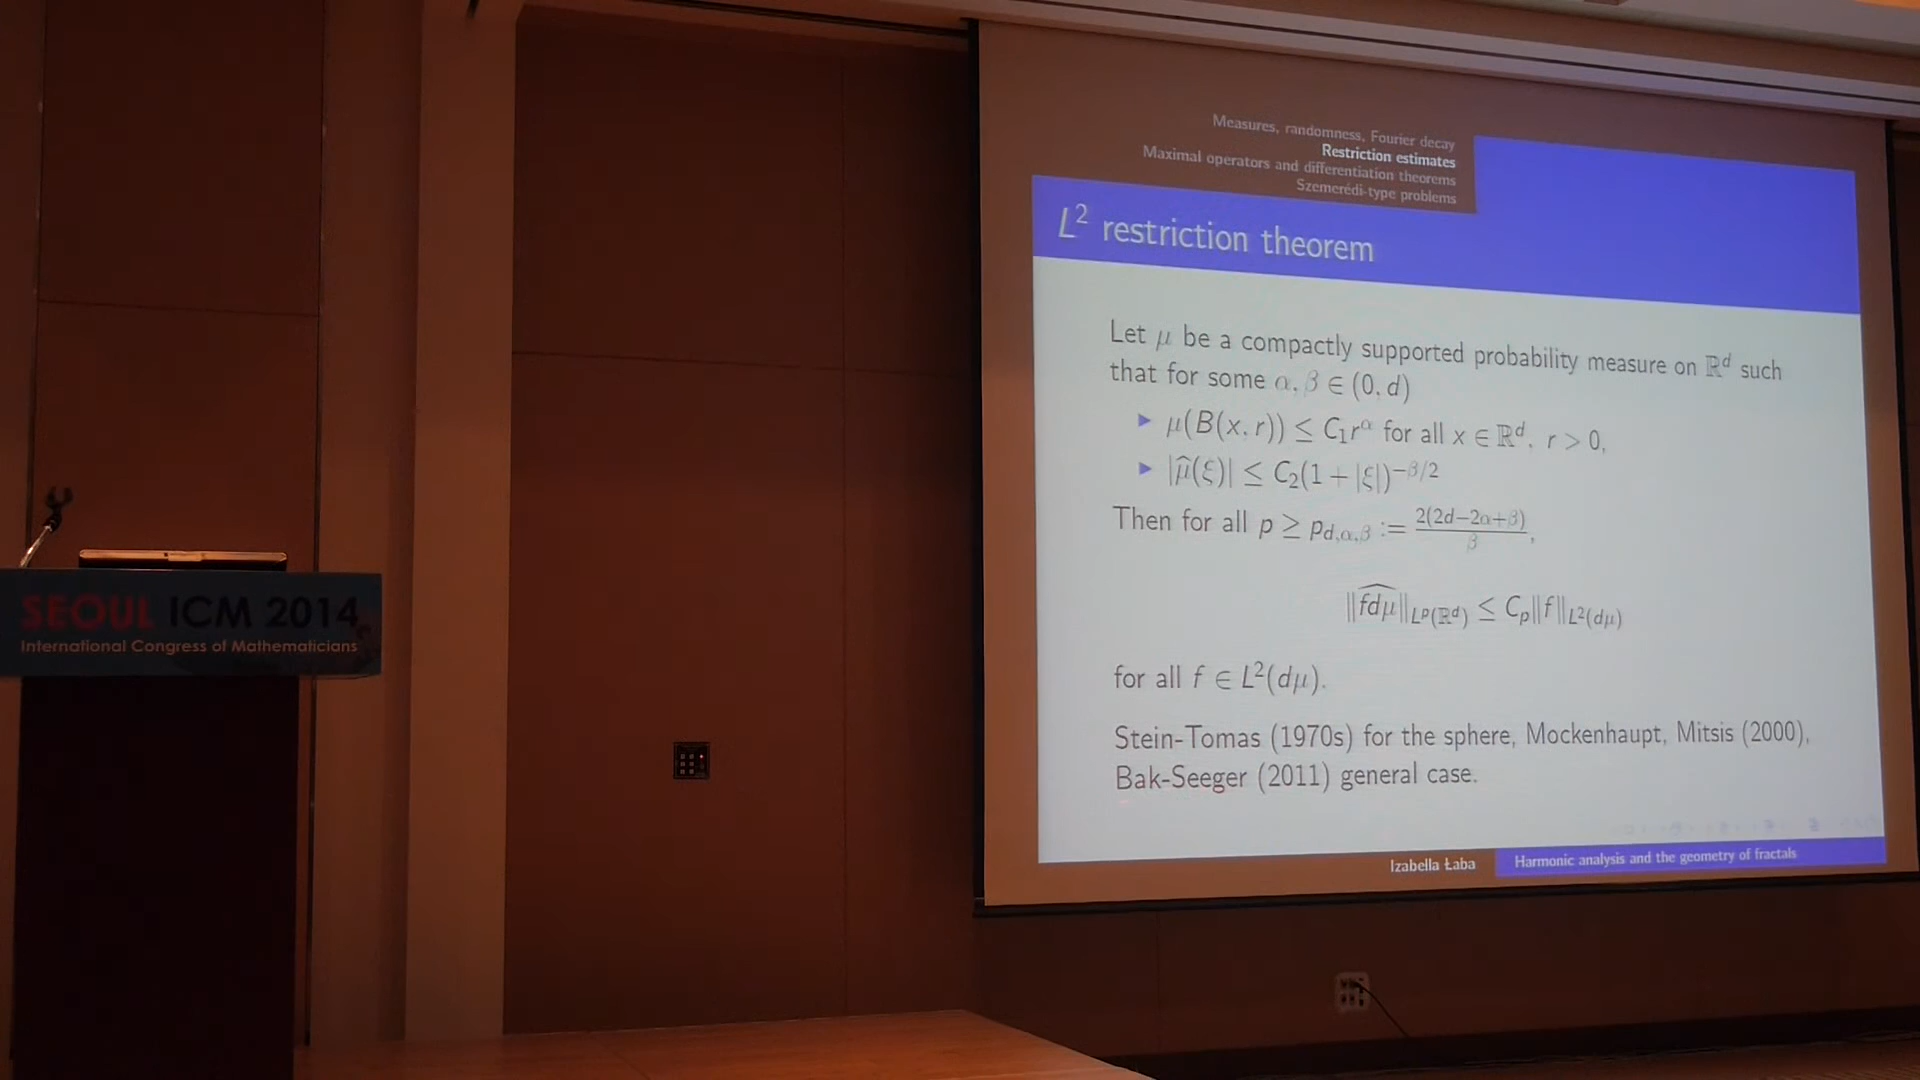 SEOUL ICM 2014
International Congress of Mathematicians
Measures, randomness, Fourier decay
Restriction estimates
Maximal operators and differentiation theorems
Szemerédi-type problems
L² restriction theorem
Let μ be a compactly supported probability measure on ℝᵈ such
that for some α, β ∈ (0, d)
▶ μ(B(x, r)) ≤ C₁r^α for all x ∈ ℝᵈ, r > 0,
▶ |μ̂(ξ)| ≤ C₂(1 + |ξ|)^{−β/2}
Then for all p ≥ p_{d,α,β} := 2(2d−2α+β)/β,
‖\widehat{fdμ}‖_{Lᵖ(ℝᵈ)} ≤ Cₚ‖f‖_{L²(dμ)}
for all f ∈ L²(dμ).
Stein-Tomas (1970s) for the sphere, Mockenhaupt, Mitsis (2000),
Bak-Seeger (2011) general case.
Izabella Łaba
Harmonic analysis and the geometry of fractals